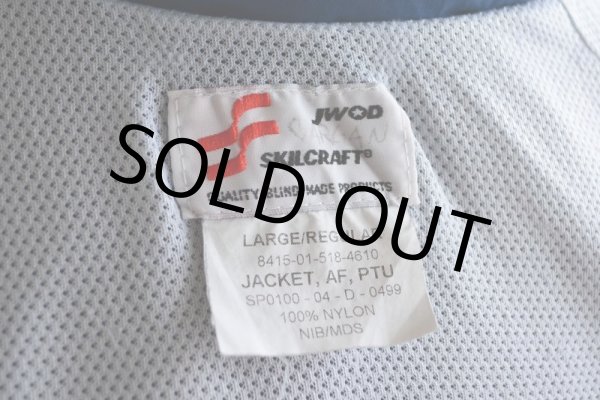 JWOD
SKILCRAFT®
QUALITY BLIND MADE PRODUCTS
SOLD OUT
LARGE/REGULAR
8415-01-518-4610
JACKET, AF, PTU
SP0100 - 04 - D - 0499
100% NYLON
NIB/MDS